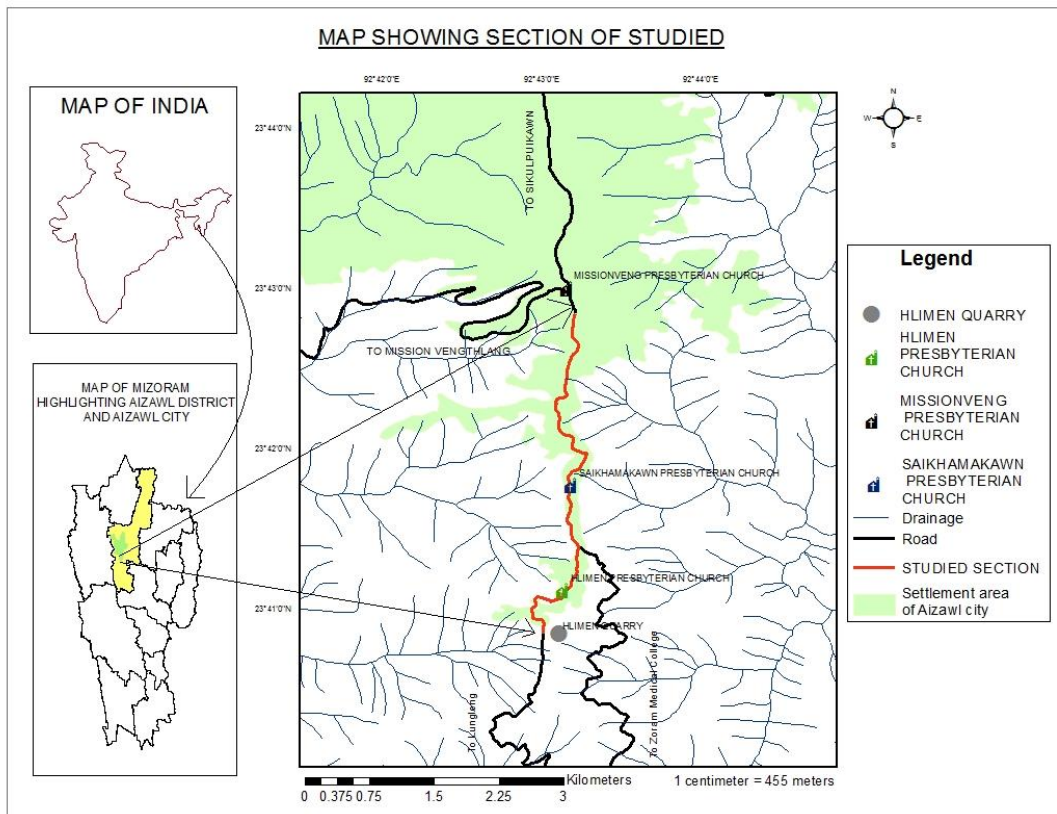 MAP SHOWING SECTION OF STUDIED
MAP OF INDIA
MAP OF MIZORAM
HIGHLIGHTING AIZAWL DISTRICT
AND AIZAWL CITY
92°42'0"E
92°43'0"E
92°44'0"E
23°44'0"N
23°43'0"N
23°42'0"N
23°41'0"N
TO SIKULPUIKAWN
MISSIONVENG PRESBYTERIAN CHURCH
TO MISSION VENGTHLANG
SAIKHAMAKAWN PRESBYTERIAN CHURCH
HLIMEN PRESBYTERIAN CHURCH
HLIMEN QUARRY
To Lungleng
To Zoram Medical College
N
W
E
S
Legend
HLIMEN QUARRY
HLIMEN
PRESBYTERIAN
CHURCH
MISSIONVENG
PRESBYTERIAN
CHURCH
SAIKHAMAKAWN
PRESBYTERIAN
CHURCH
Drainage
Road
STUDIED SECTION
Settlement area
of Aizawl city
Kilometers
0 0.375 0.75 1.5 2.25 3
1 centimeter = 455 meters